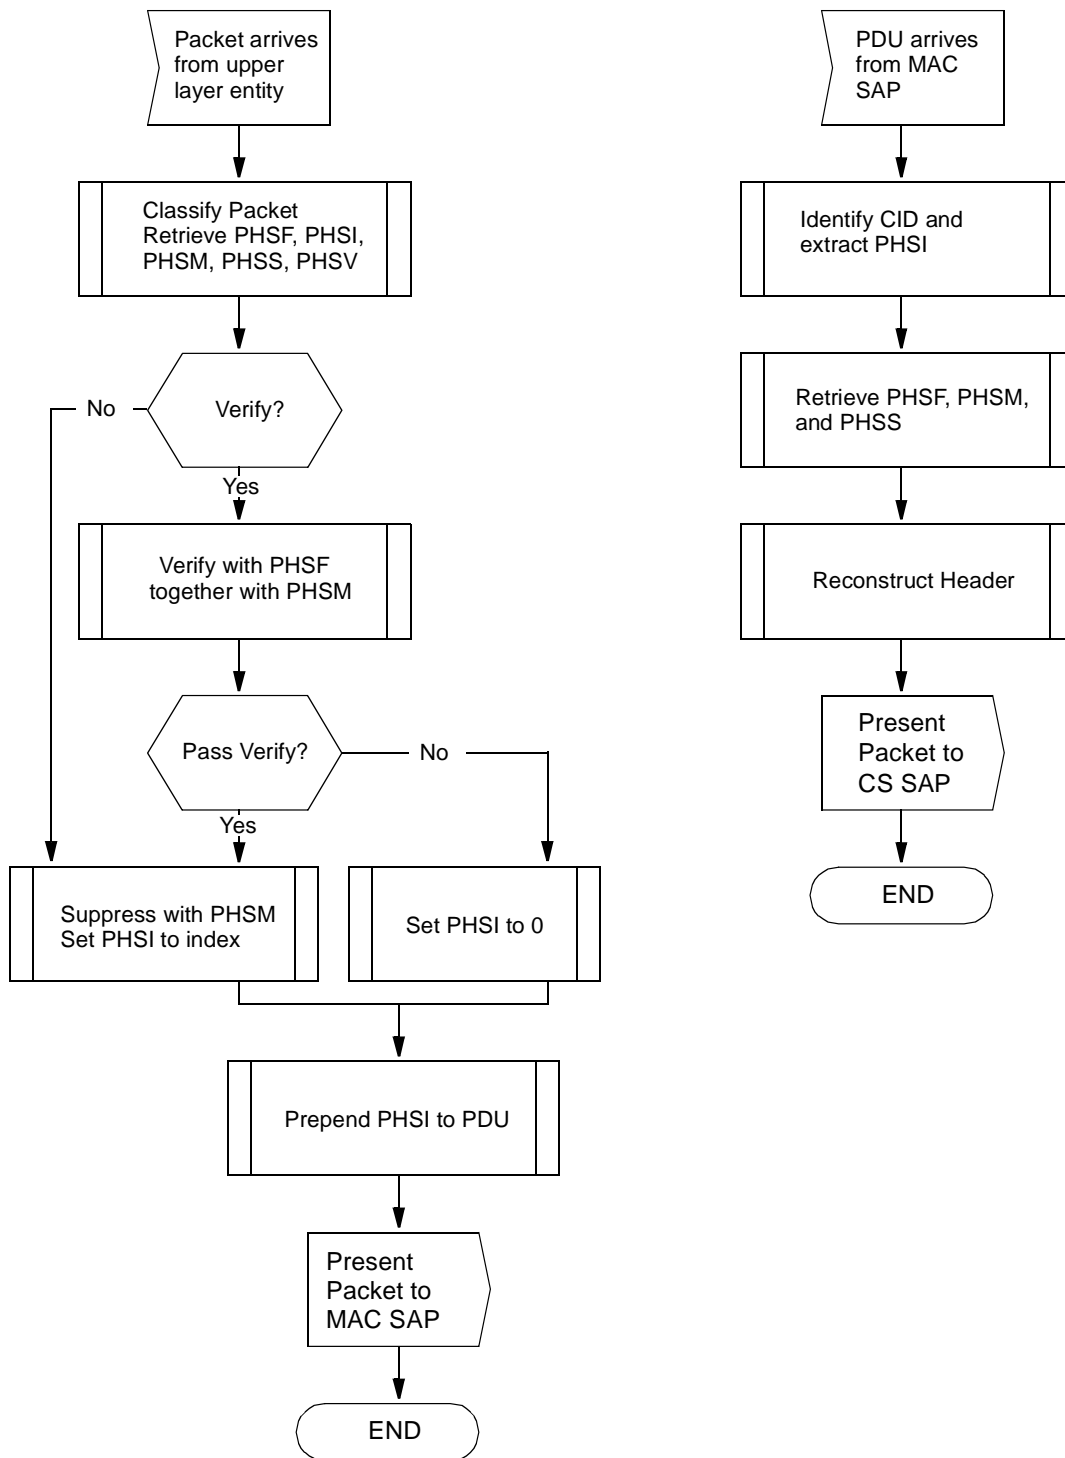 Packet arrives
from upper
layer entity
Classify Packet
Retrieve PHSF, PHSI,
PHSM, PHSS, PHSV
Verify?
No
Yes
Verify with PHSF
together with PHSM
Pass Verify?
No
Yes
Suppress with PHSM
Set PHSI to index
Set PHSI to 0
Prepend PHSI to PDU
Present
Packet to
MAC SAP
END
PDU arrives
from MAC
SAP
Identify CID and
extract PHSI
Retrieve PHSF, PHSM,
and PHSS
Reconstruct Header
Present
Packet to
CS SAP
END